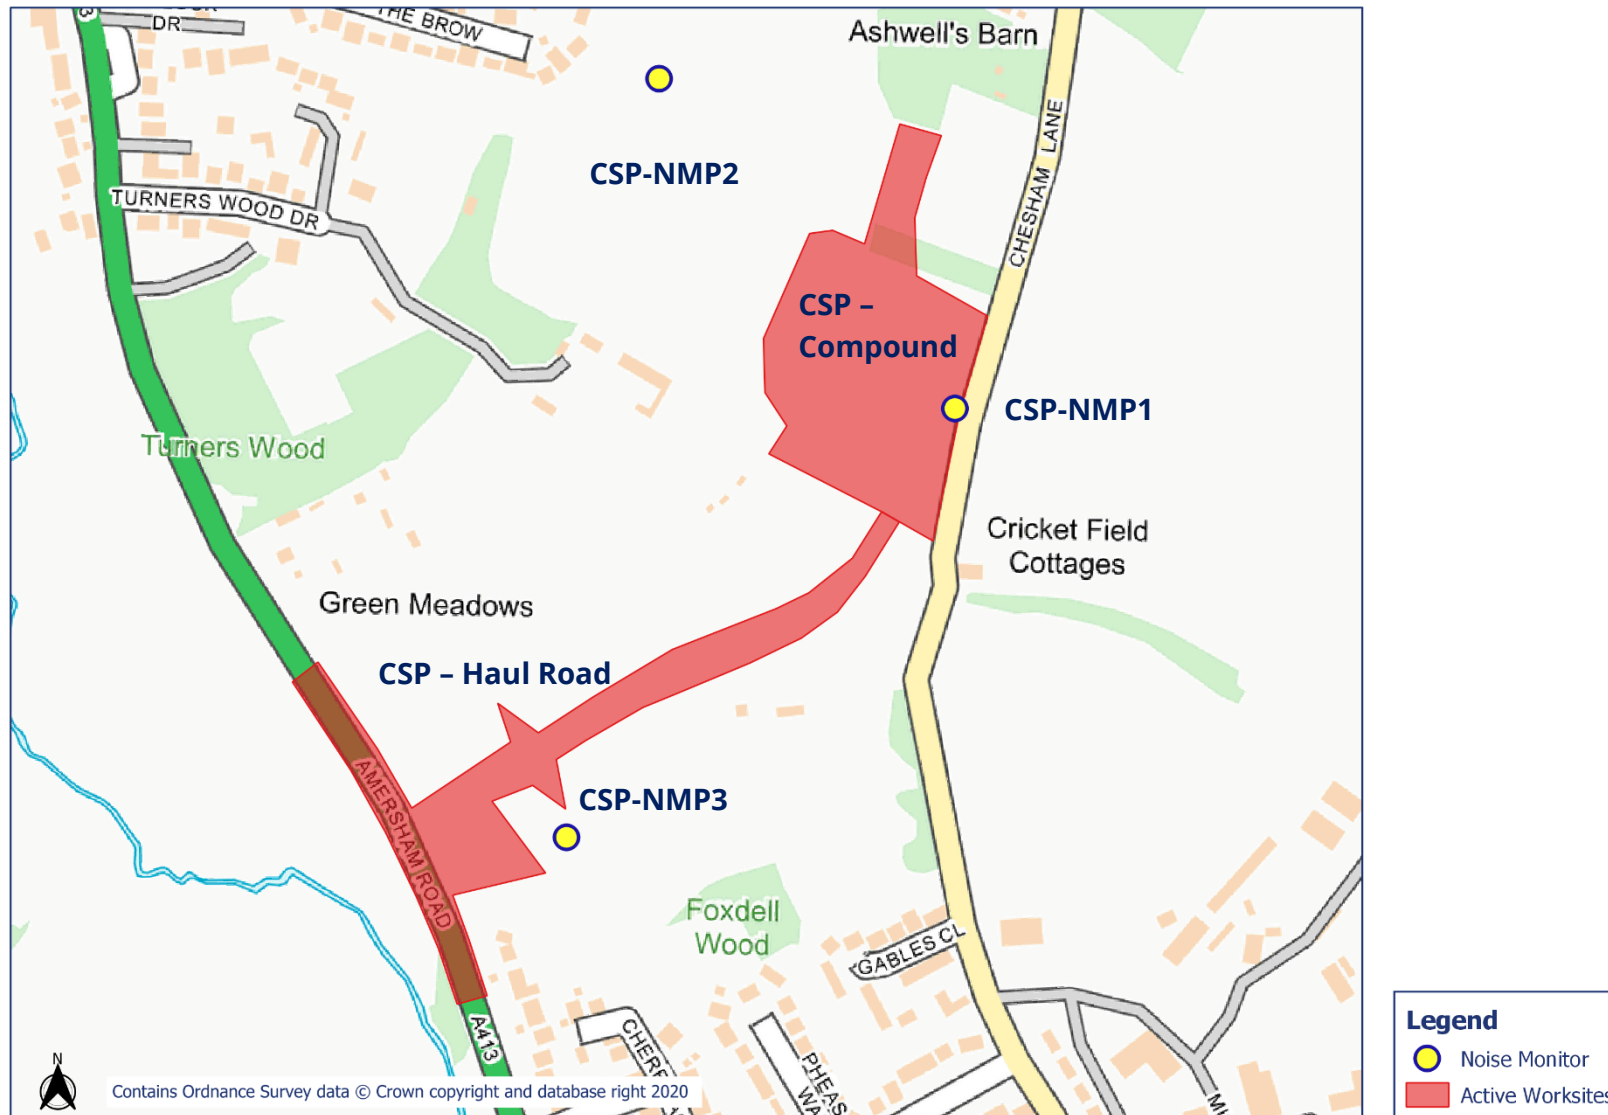 DR
THE BROW
Ashwell's Barn
CSP-NMP2
CHESHAM LANE
TURNERS WOOD DR
CSP –
Compound
CSP-NMP1
Turners Wood
Cricket Field
Cottages
Green Meadows
CSP – Haul Road
AMERSHAM ROAD
CSP-NMP3
Foxdell
Wood
GABLES CL
A413
N
Contains Ordnance Survey data © Crown copyright and database right 2020
Legend
Noise Monitor
Active Worksites